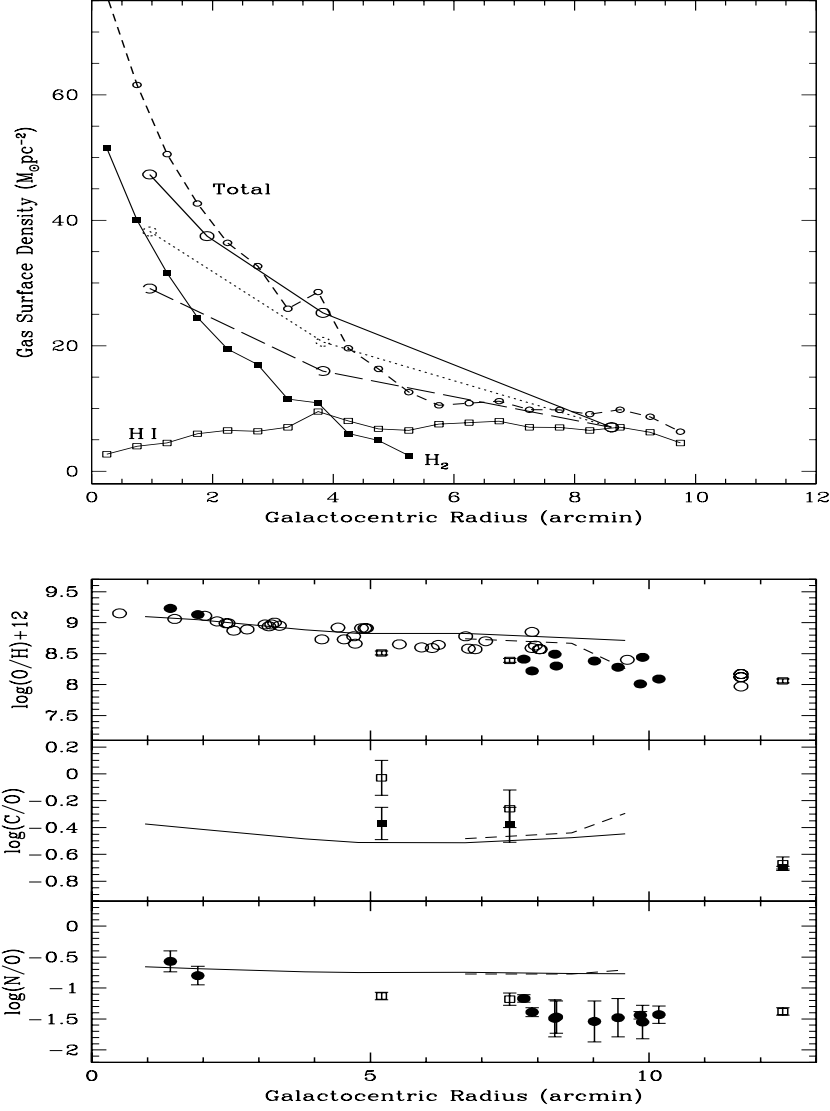 Gas Surface Density (M⊙pc⁻²)
60
40
20
0
Total
H I
H₂
0 2 4 6 8 10 12
Galactocentric Radius (arcmin)
log(O/H)+12
9.5
9
8.5
8
7.5
log(C/O)
0.2
0
−0.2
−0.4
−0.6
−0.8
log(N/O)
0
−0.5
−1
−1.5
−2
0 5 10
Galactocentric Radius (arcmin)